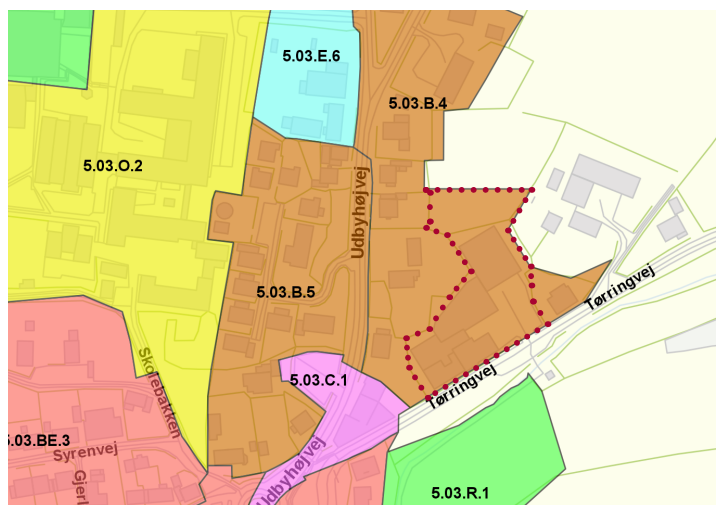 5.03.E.6
5.03.B.4
5.03.O.2
Udbyhøjvej
5.03.B.5
Tørringvej
Skolebakken
5.03.C.1
Tørringvej
5.03.BE.3
Syrenvej
Gjerl
Udbyhøjvej
5.03.R.1